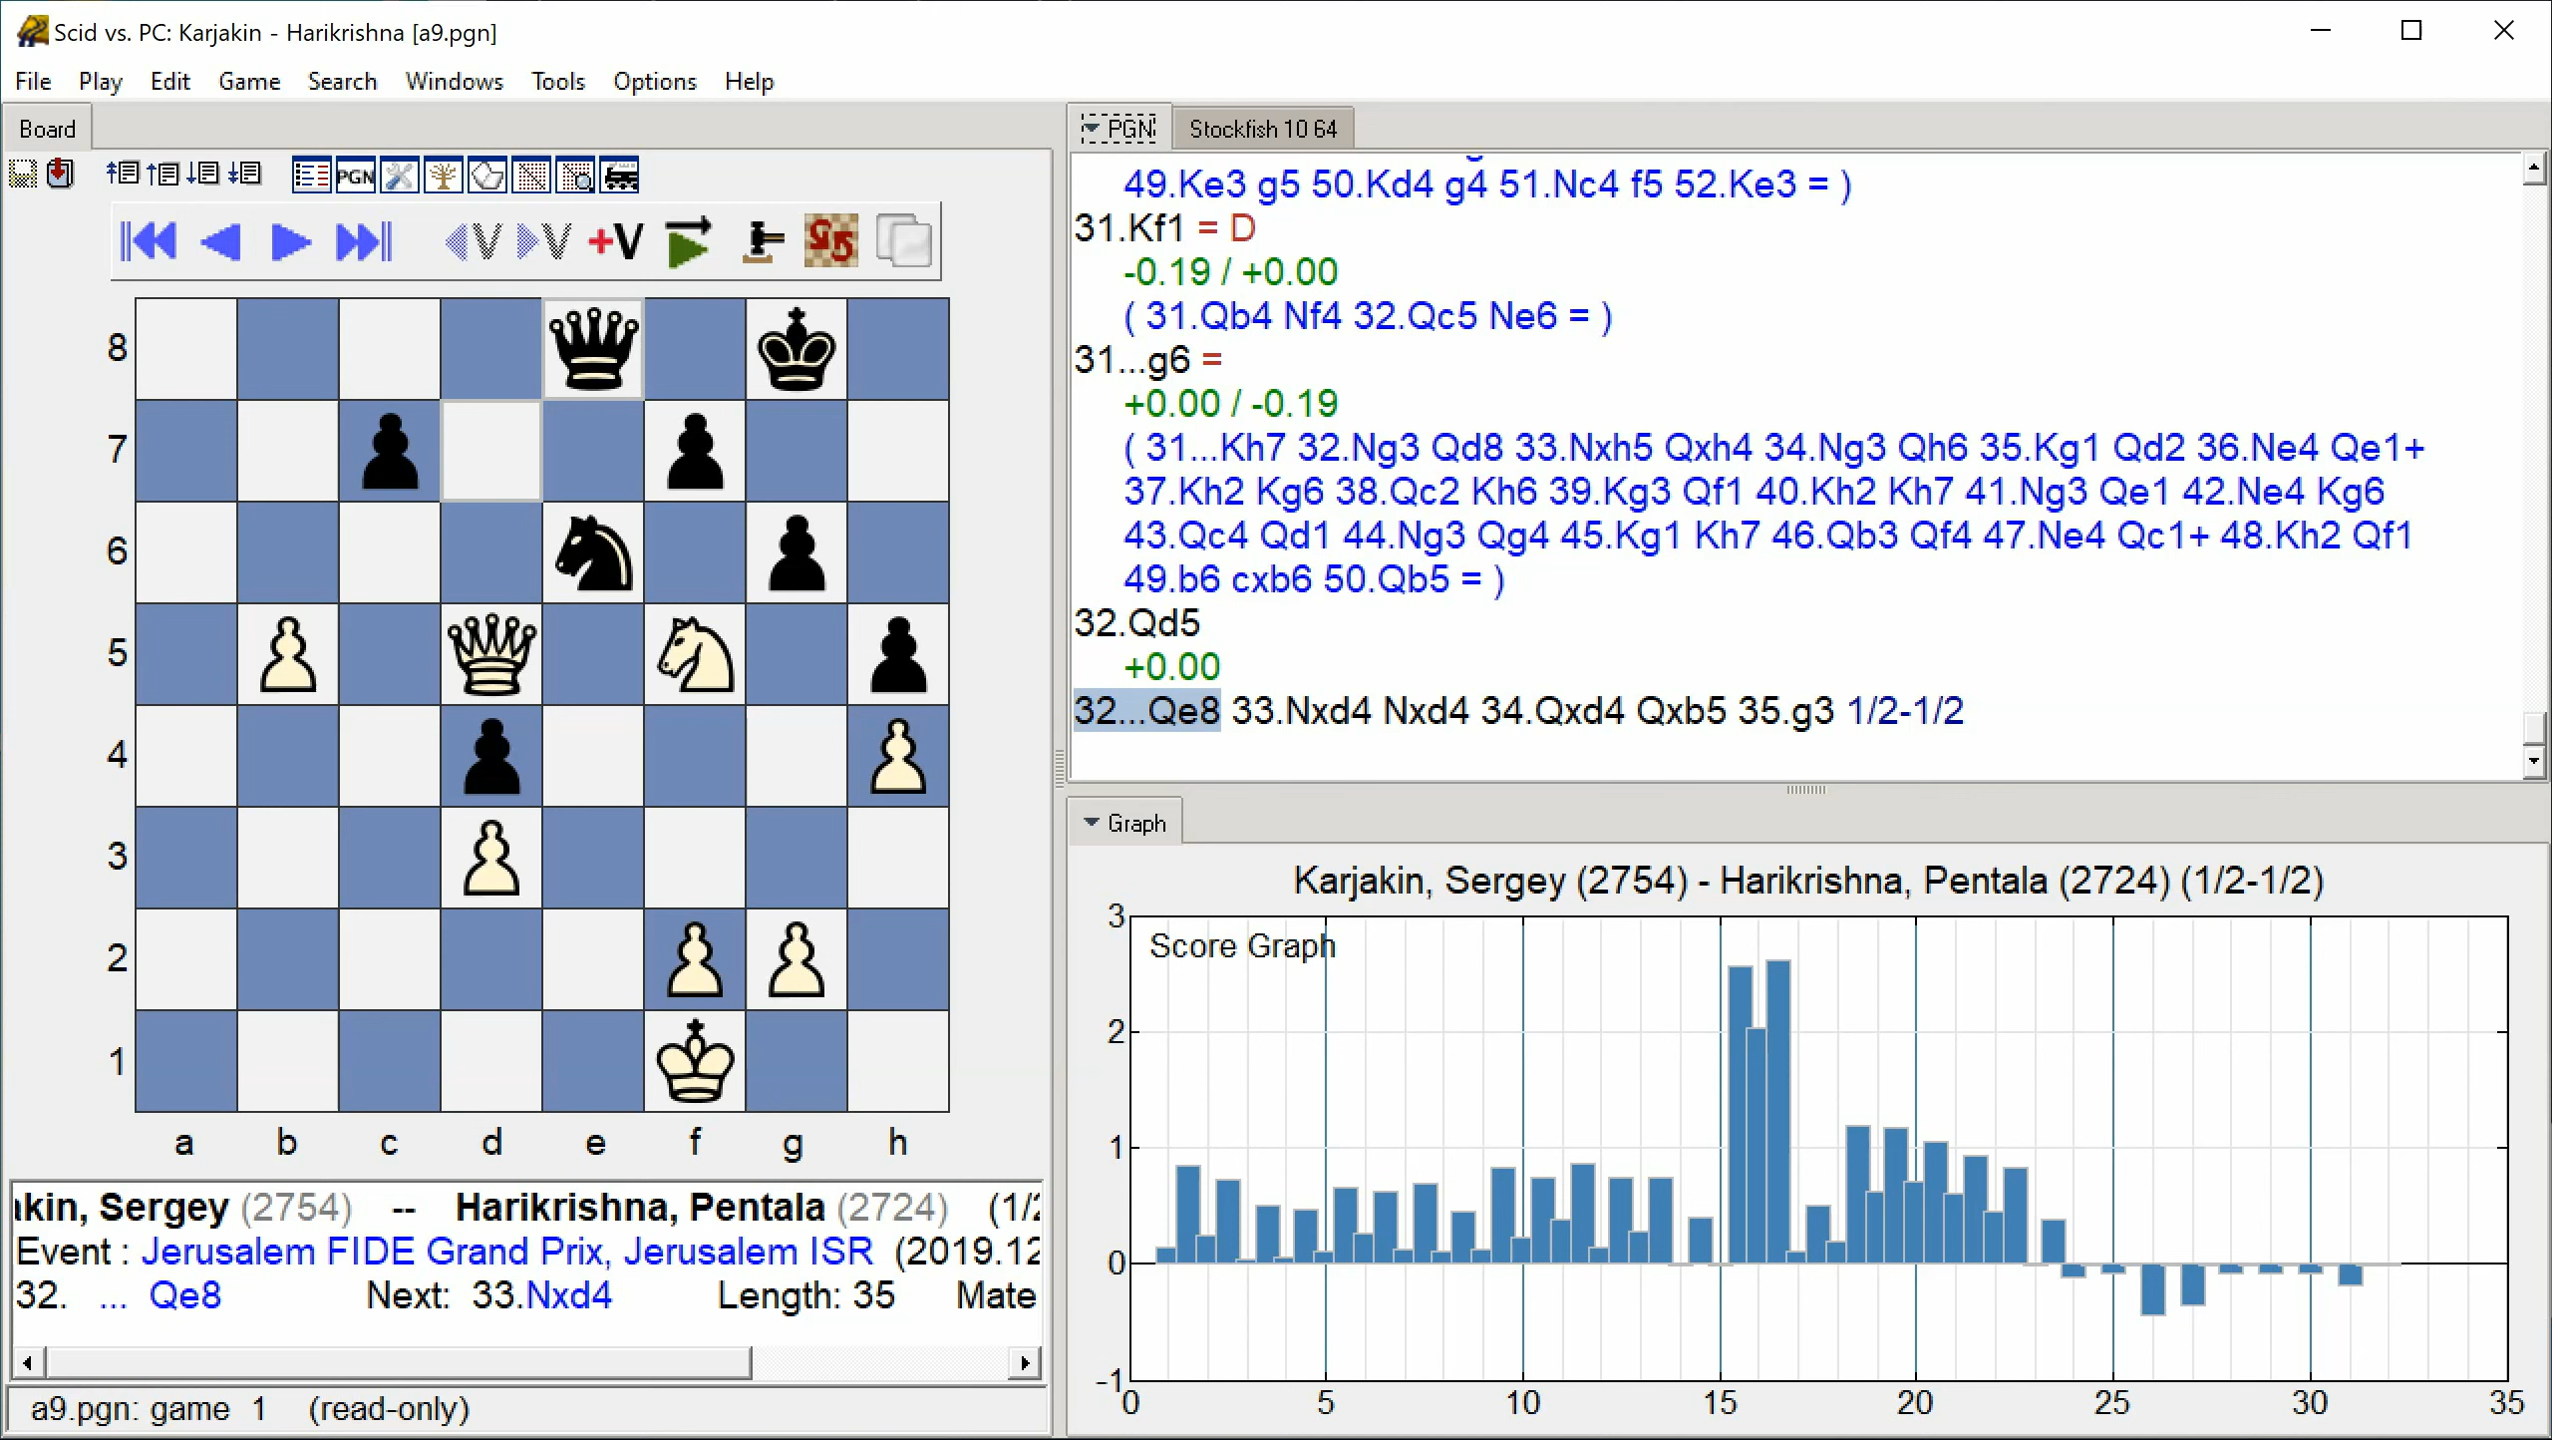 Scid vs. PC: Karjakin - Harikrishna [a9.pgn]
File Play Edit Game Search Windows Tools Options Help
Board
PGN
V V +V
8
7
6
5
4
3
2
1
a b c d e f g h
akin, Sergey (2754) -- Harikrishna, Pentala (2724) (1/2
Event : Jerusalem FIDE Grand Prix, Jerusalem ISR (2019.12
32. ... Qe8 Next: 33.Nxd4 Length: 35 Mate
a9.pgn: game 1 (read-only)
PGN Stockfish 10 64
49.Ke3 g5 50.Kd4 g4 51.Nc4 f5 52.Ke3 = )
31.Kf1 = D
-0.19 / +0.00
( 31.Qb4 Nf4 32.Qc5 Ne6 = )
31...g6 =
+0.00 / -0.19
( 31...Kh7 32.Ng3 Qd8 33.Nxh5 Qxh4 34.Ng3 Qh6 35.Kg1 Qd2 36.Ne4 Qe1+
37.Kh2 Kg6 38.Qc2 Kh6 39.Kg3 Qf1 40.Kh2 Kh7 41.Ng3 Qe1 42.Ne4 Kg6
43.Qc4 Qd1 44.Ng3 Qg4 45.Kg1 Kh7 46.Qb3 Qf4 47.Ne4 Qc1+ 48.Kh2 Qf1
49.b6 cxb6 50.Qb5 = )
32.Qd5
+0.00
32...Qe8 33.Nxd4 Nxd4 34.Qxd4 Qxb5 35.g3 1/2-1/2
Graph
Karjakin, Sergey (2754) - Harikrishna, Pentala (2724) (1/2-1/2)
Score Graph
3
2
1
0
-1
0 5 10 15 20 25 30 35